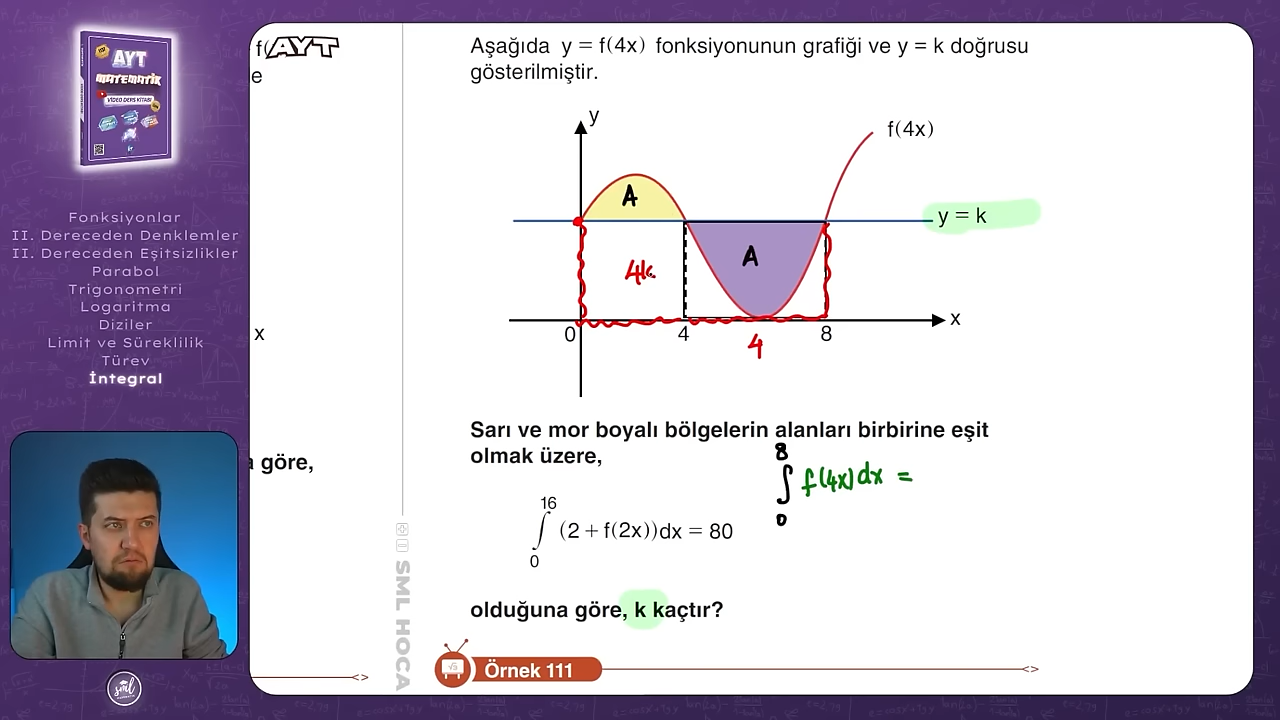 AYT
MATEMATİK
VİDEO DERS KİTABI
Fonksiyonlar
II. Dereceden Denklemler
II. Dereceden Eşitsizlikler
Parabol
Trigonometri
Logaritma
Diziler
Limit ve Süreklilik
Türev
İntegral
sml
f(AYT
e
x
a göre,
<>
SML HOCA
Aşağıda y = f(4x) fonksiyonunun grafiği ve y = k doğrusu
gösterilmiştir.
y
f(4x)
A
y = k
4k
A
0 4 8 x
4
Sarı ve mor boyalı bölgelerin alanları birbirine eşit
olmak üzere,
8
∫ f(4x)dx =
0
16
∫ (2 + f(2x))dx = 80
0
olduğuna göre, k kaçtır?
√5
Örnek 111
<>